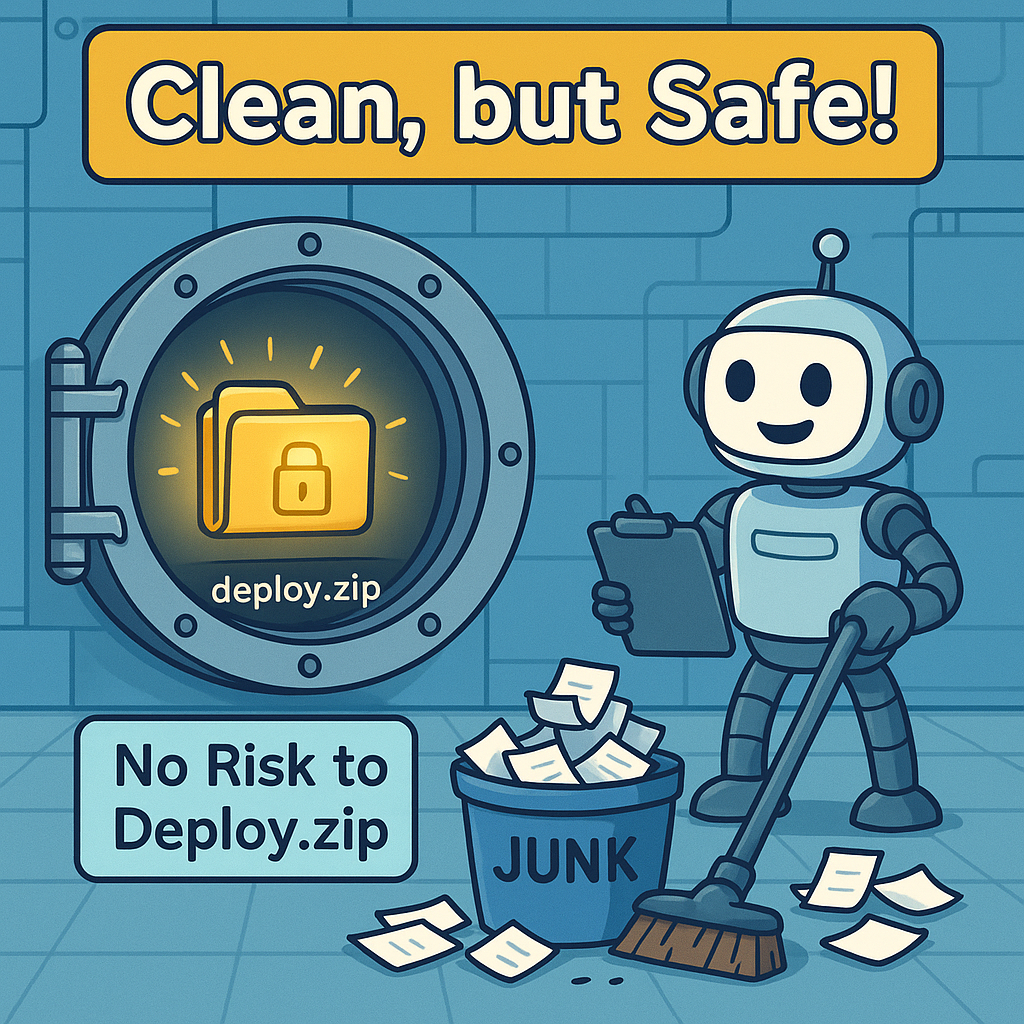 Clean, but Safe!
deploy.zip
No Risk to
Deploy.zip
JUNK